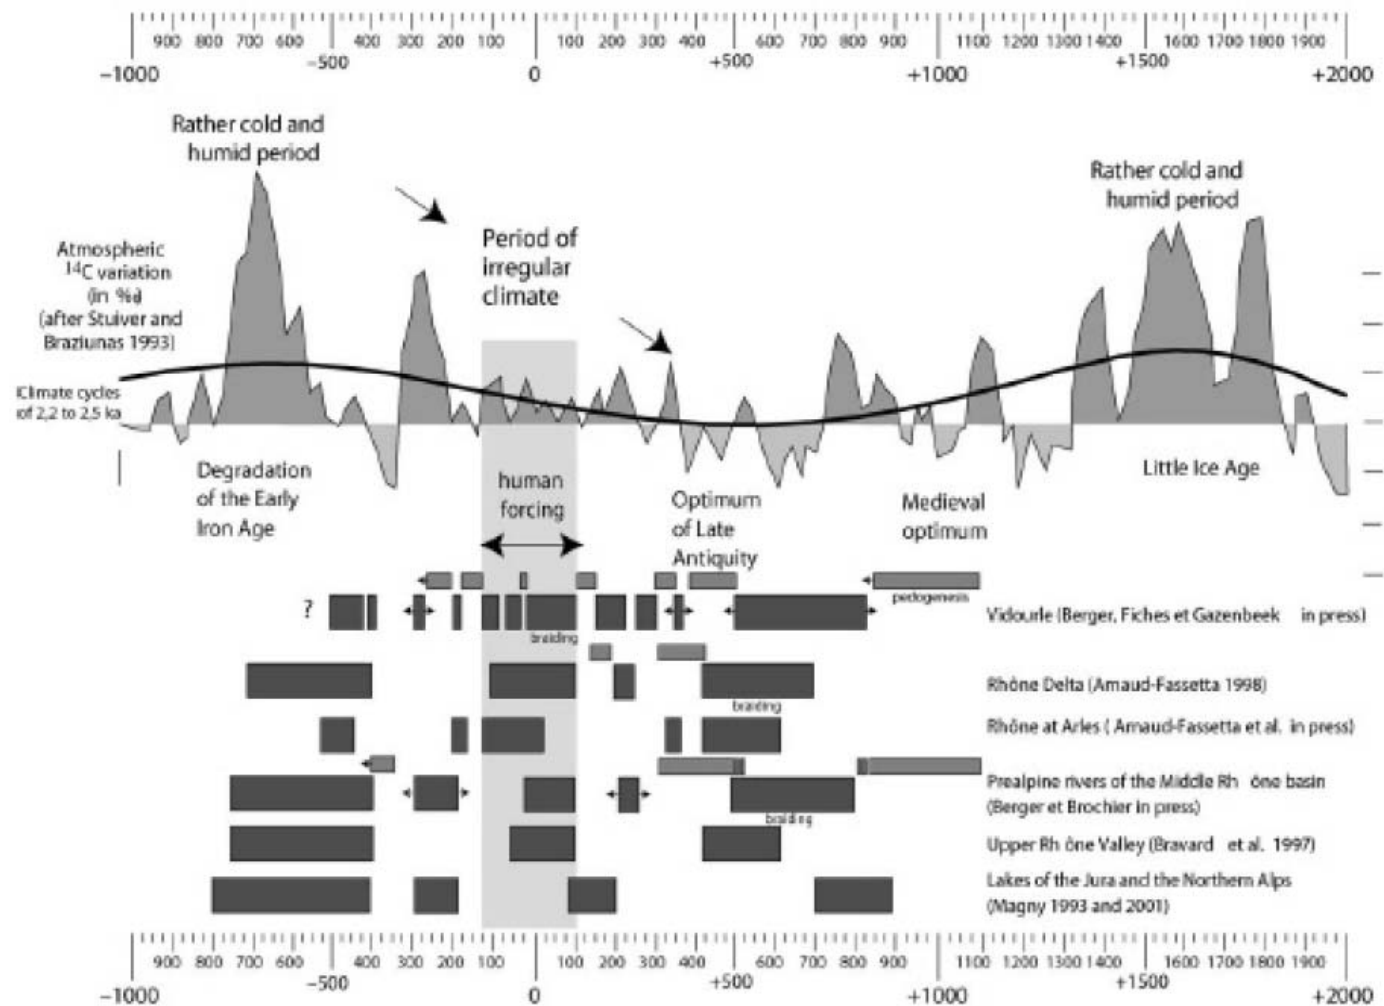 900 800 700 600 400 300 200 100 100 200 300 400 600 700 800 900 1100 1200 1300 1400 1600 1700 1800 1900
−1000 −500 0 +500 +1000 +1500 +2000
Rather cold and
humid period
Rather cold and
humid period
Period of
irregular
climate
Atmospheric
¹⁴C variation
(in ‰)
(after Stuiver and
Braziunas 1993)
Climate cycles
of 2,2 to 2,5 ka
Degradation
of the Early
Iron Age
human
forcing
Optimum
of Late
Antiquity
Medieval
optimum
Little Ice Age
pedogenesis
?
Vidourle (Berger, Fiches et Gazenbeek in press)
braiding
Rhône Delta (Arnaud-Fassetta 1998)
braiding
Rhône at Arles ( Arnaud-Fassetta et al. in press)
Prealpine rivers of the Middle Rh ône basin
(Berger et Brochier in press)
braiding
Upper Rh ône Valley (Bravard et al. 1997)
Lakes of the Jura and the Northern Alps
(Magny 1993 and 2001)
900 800 700 600 400 300 200 100 100 200 300 400 600 700 800 900 1100 1200 1300 1400 1600 1700 1800 1900
−1000 −500 0 +500 +1000 +1500 +2000